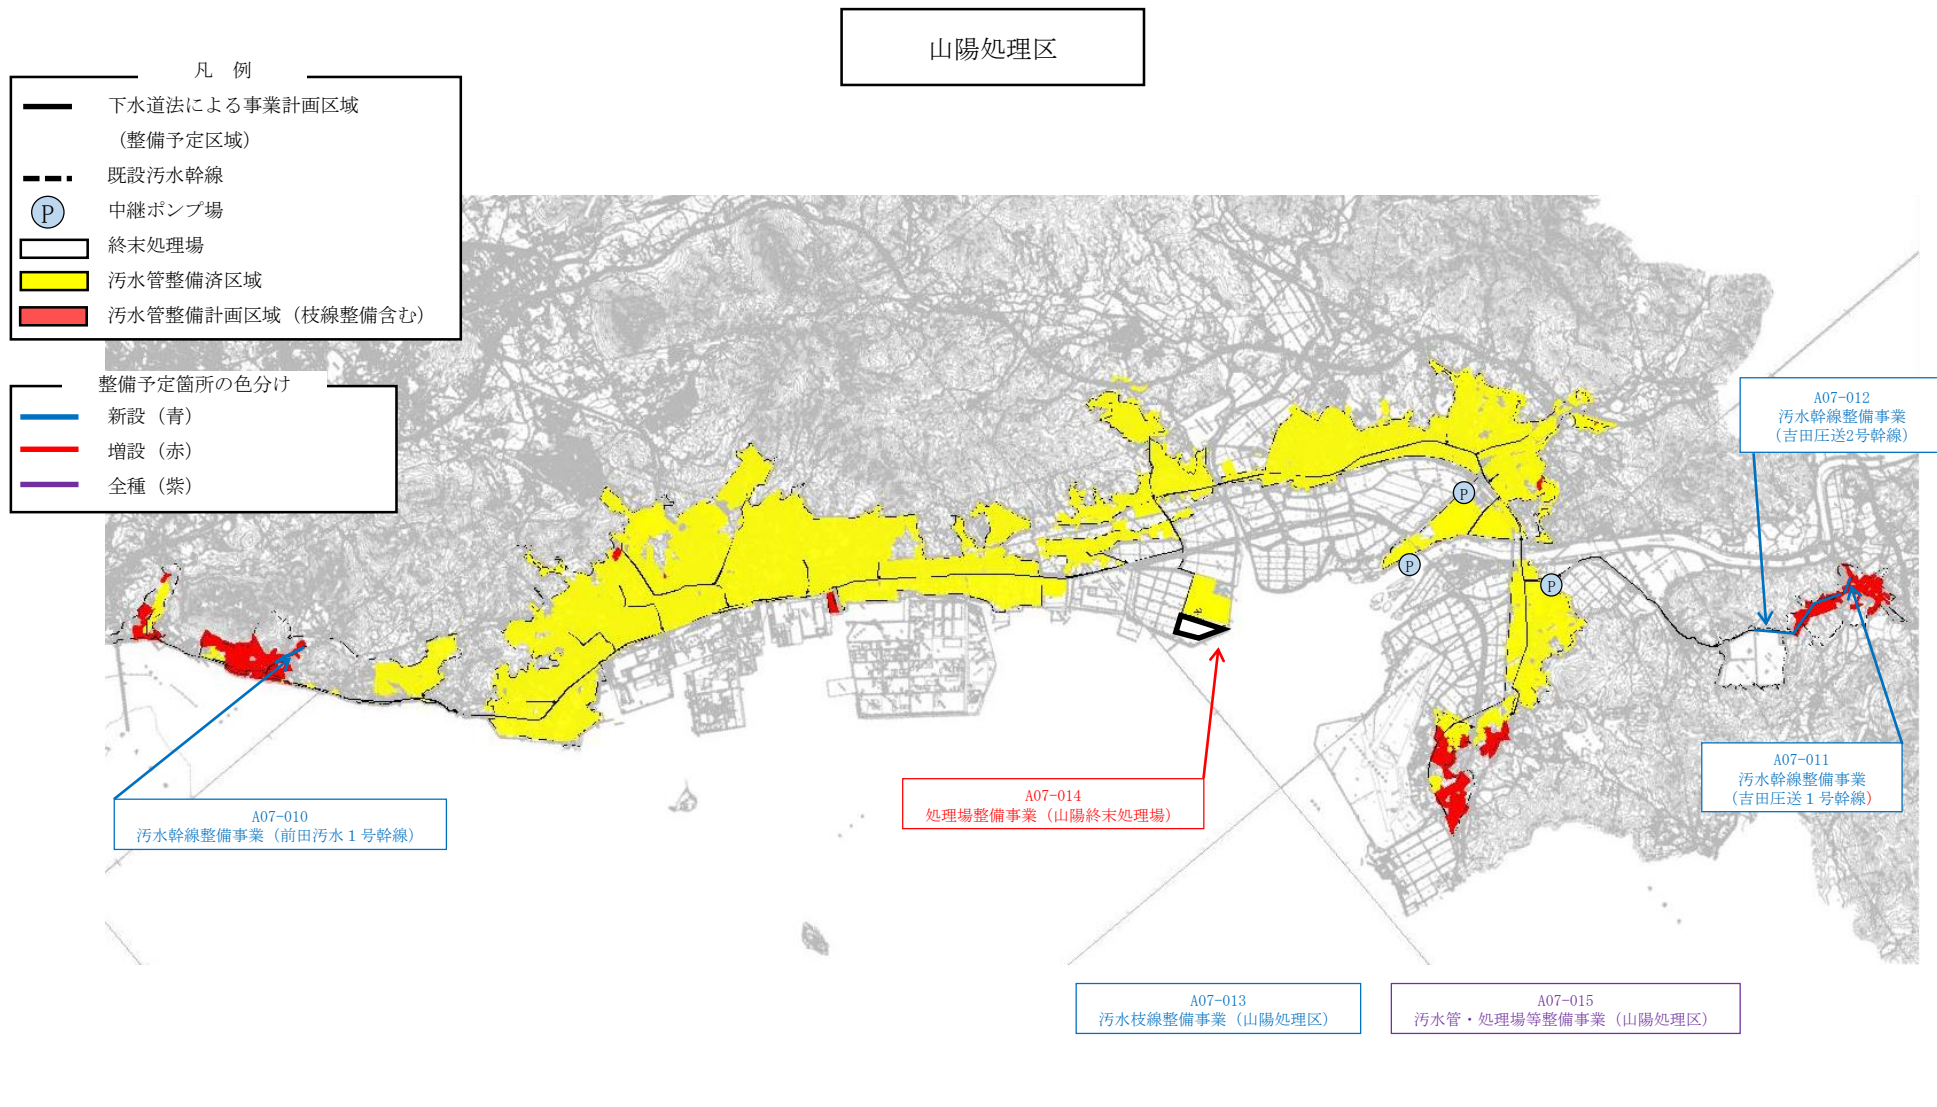 山陽処理区
凡　例
下水道法による事業計画区域
（整備予定区域）
既設汚水幹線
P
中継ポンプ場
終末処理場
汚水管整備済区域
汚水管整備計画区域（枝線整備含む）
整備予定箇所の色分け
新設（青）
増設（赤）
全種（紫）
A07-012
汚水幹線整備事業
（吉田圧送2号幹線）
P
P
P
A07-011
汚水幹線整備事業
（吉田圧送１号幹線）
A07-014
処理場整備事業（山陽終末処理場）
A07-010
汚水幹線整備事業（前田汚水１号幹線）
A07-013
汚水枝線整備事業（山陽処理区）
A07-015
汚水管・処理場等整備事業（山陽処理区）